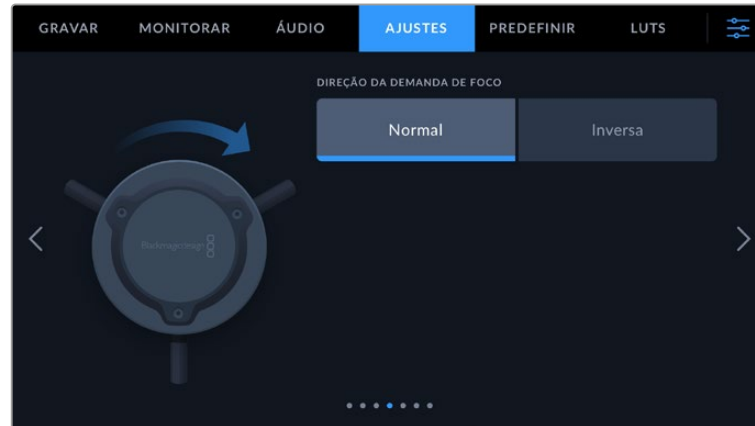 GRAVAR MONITORAR ÁUDIO AJUSTES PREDEFINIR LUTS
DIREÇÃO DA DEMANDA DE FOCO
Normal Inversa
Blackmagicdesign